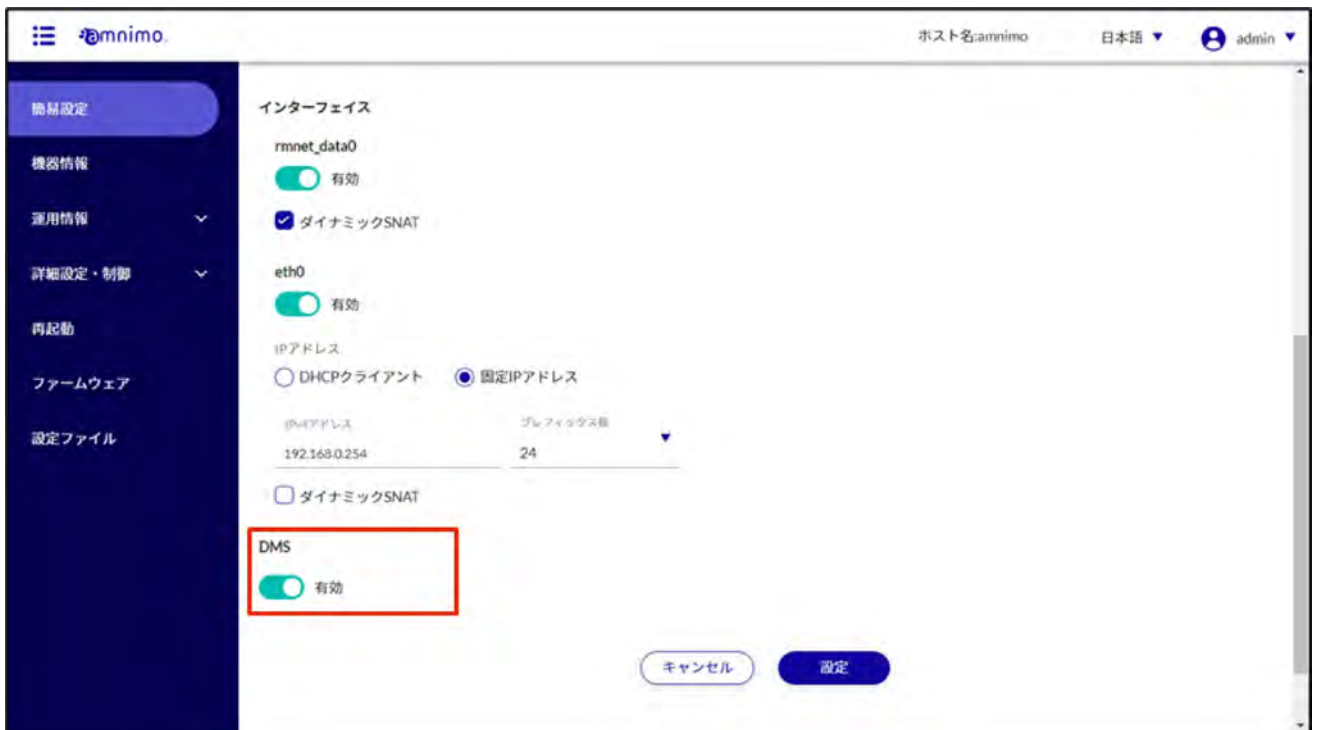 amnimo
ホスト名:amnimo
日本語
admin
簡易設定
機器情報
運用情報
詳細設定・制御
再起動
ファームウェア
設定ファイル
インターフェイス
rmnet_data0
有効
ダイナミックSNAT
eth0
有効
IPアドレス
DHCPクライアント 固定IPアドレス
IPv4アドレス プレフィックス長
192.168.0.254 24
ダイナミックSNAT
DMS
有効
キャンセル 設定